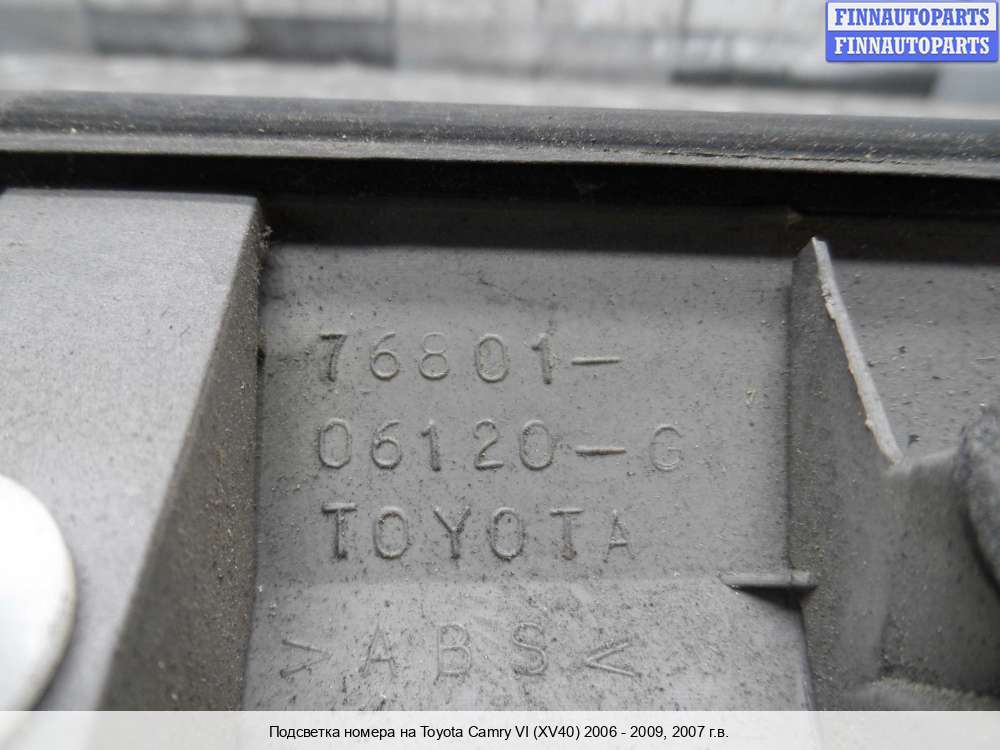 FINNAUTOPARTS
FINNAUTOPARTS
76801-
06120-G
TOYOTA
>ABS<
Подсветка номера на Toyota Camry VI (XV40) 2006 - 2009, 2007 г.в.